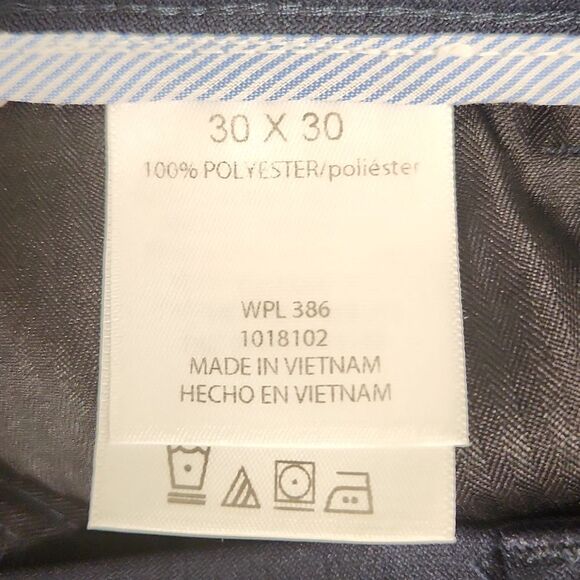 30 X 30
100% POLYESTER/poliéster
WPL 386
1018102
MADE IN VIETNAM
HECHO EN VIETNAM